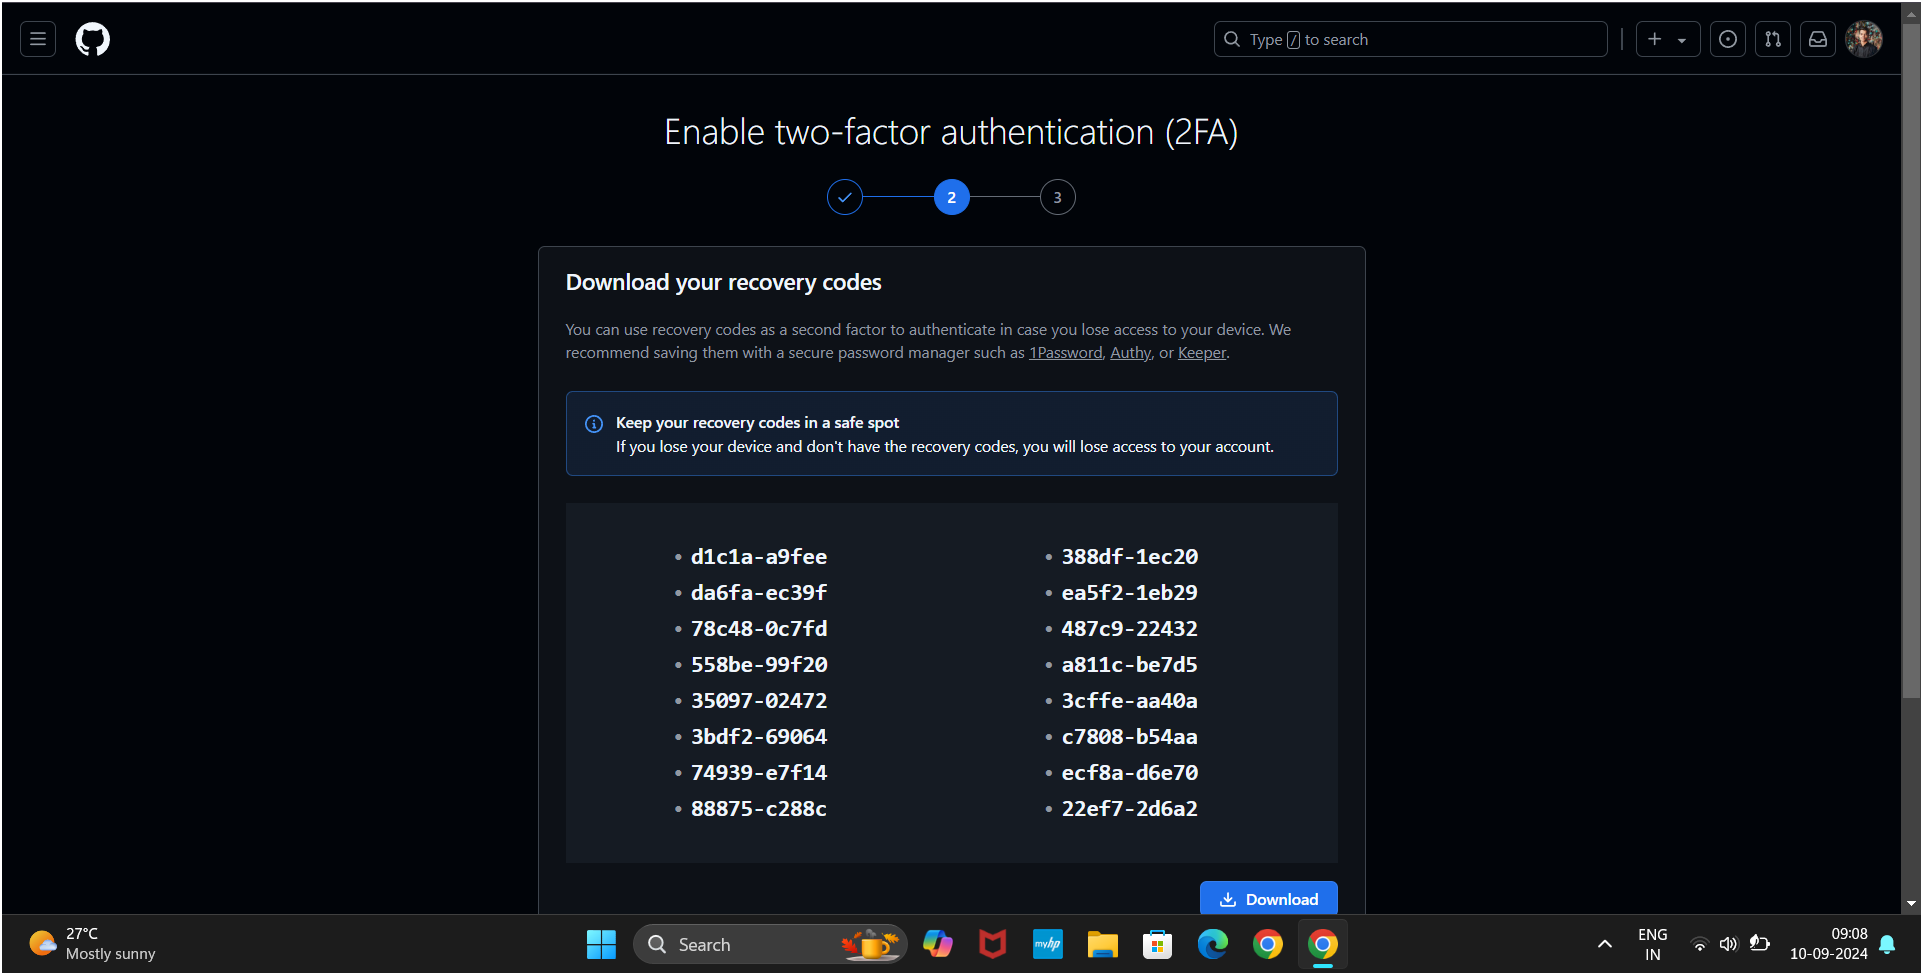 Type / to search
Enable two-factor authentication (2FA)
2
3
Download your recovery codes
You can use recovery codes as a second factor to authenticate in case you lose access to your device. We
recommend saving them with a secure password manager such as 1Password, Authy, or Keeper.
Keep your recovery codes in a safe spot
If you lose your device and don't have the recovery codes, you will lose access to your account.
d1c1a-a9fee
da6fa-ec39f
78c48-0c7fd
558be-99f20
35097-02472
3bdf2-69064
74939-e7f14
88875-c288c
388df-1ec20
ea5f2-1eb29
487c9-22432
a811c-be7d5
3cffe-aa40a
c7808-b54aa
ecf8a-d6e70
22ef7-2d6a2
Download
27°C
Mostly sunny
Search
myhp
ENG
IN
09:08
10-09-2024